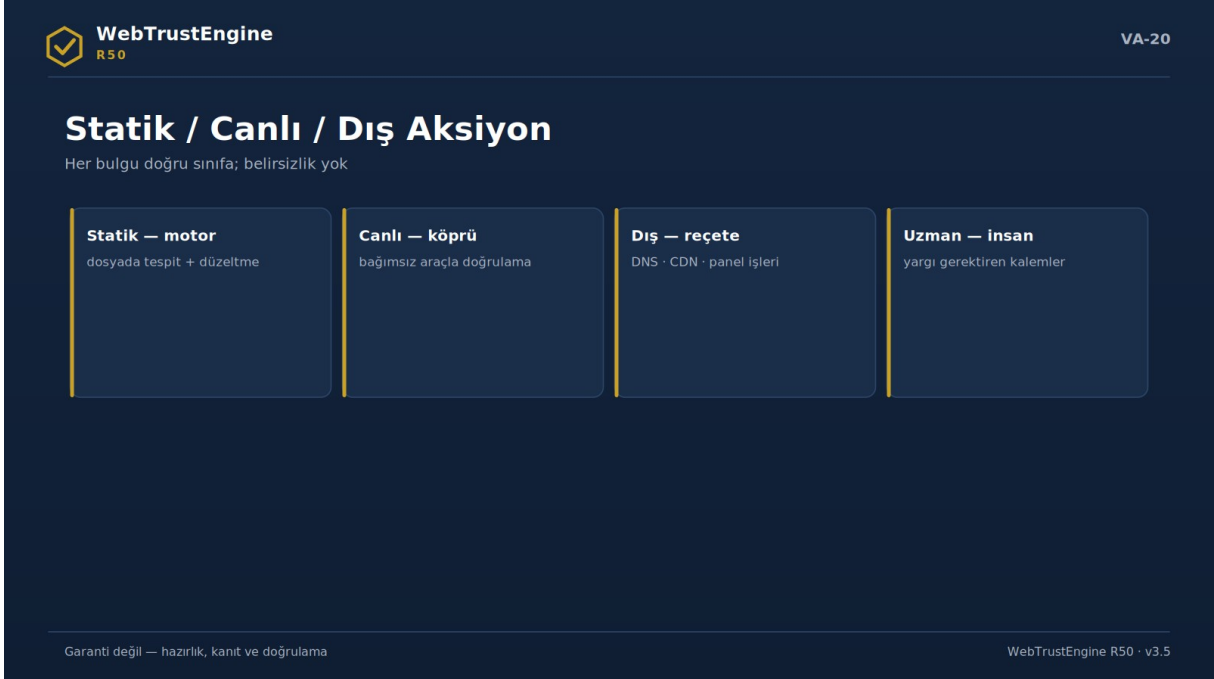 WebTrustEngine
R50
VA-20
Statik / Canlı / Dış Aksiyon
Her bulgu doğru sınıfa; belirsizlik yok
Statik — motor
dosyada tespit + düzeltme
Canlı — köprü
bağımsız araçla doğrulama
Dış — reçete
DNS · CDN · panel işleri
Uzman — insan
yargı gerektiren kalemler
Garanti değil — hazırlık, kanıt ve doğrulama
WebTrustEngine R50 · v3.5